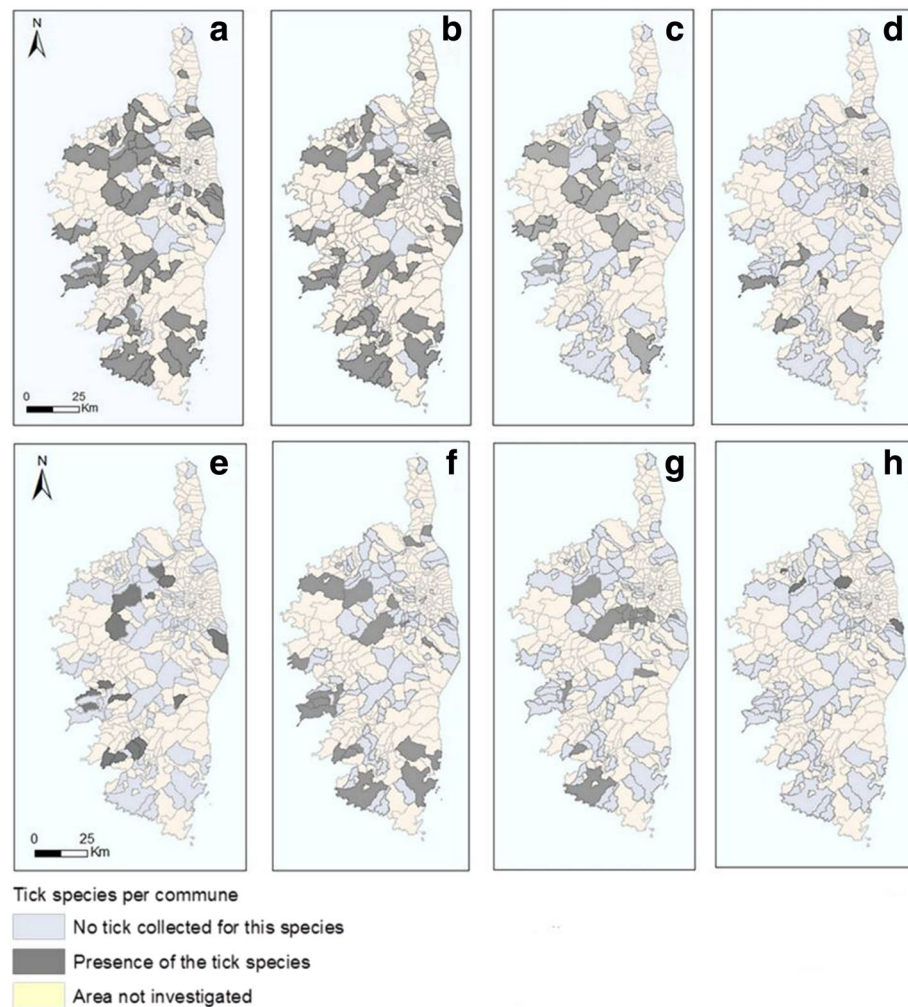 N
a
b
c
d
0 25
Km
N
e
f
g
h
0 25
Km
Tick species per commune
No tick collected for this species
Presence of the tick species
Area not investigated